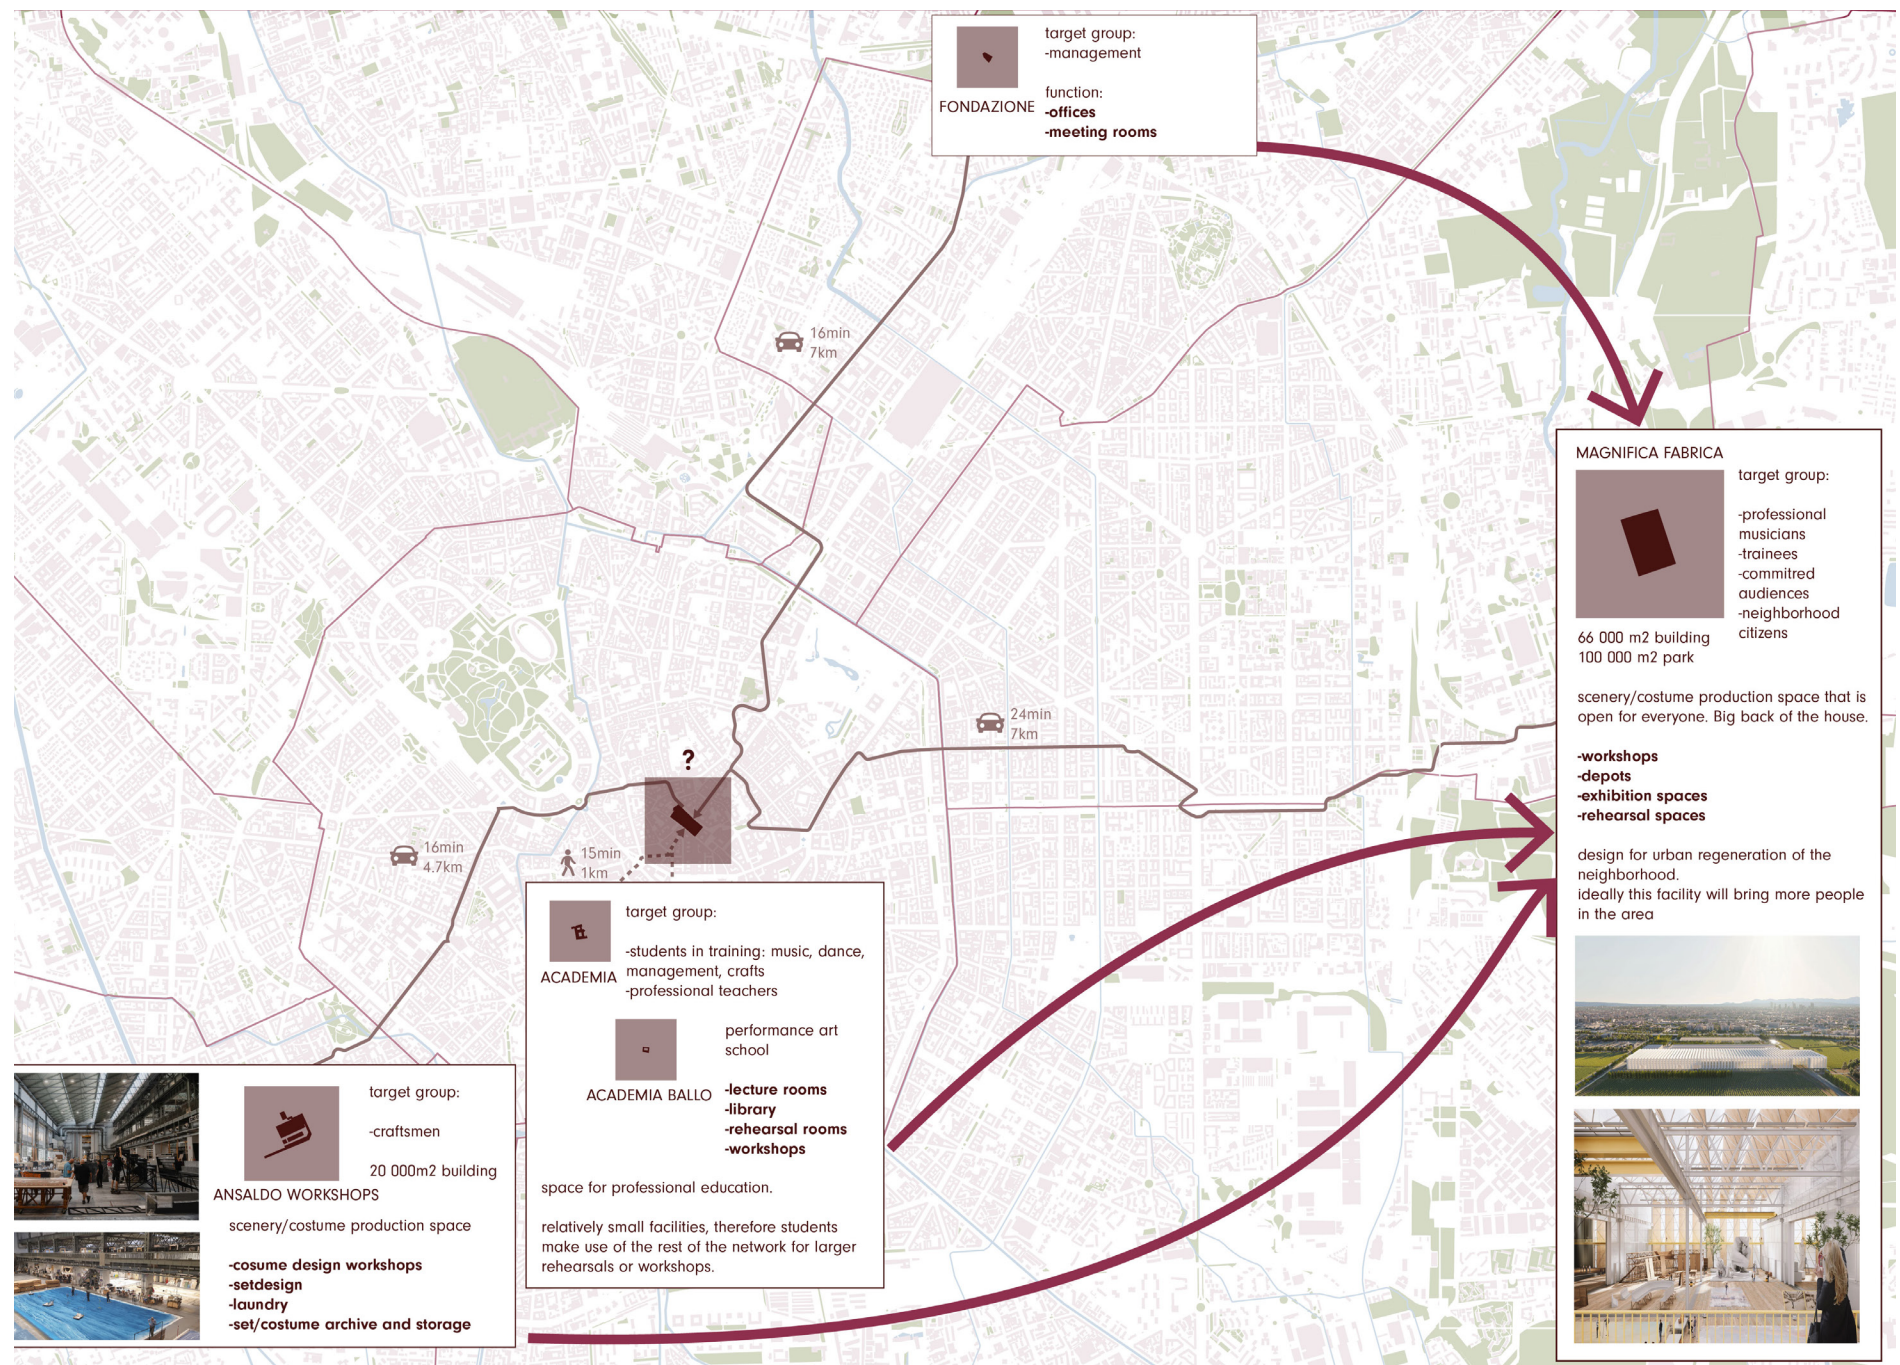 target group:
-management
function:
-offices
-meeting rooms
FONDAZIONE
16min
7km
MAGNIFICA FABRICA
target group:
-professional
musicians
-trainees
-commitred
audiences
-neighborhood
citizens
66 000 m2 building
100 000 m2 park
scenery/costume production space that is
open for everyone. Big back of the house.
-workshops
-depots
-exhibition spaces
-rehearsal spaces
design for urban regeneration of the
neighborhood.
ideally this facility will bring more people
in the area
24min
7km
?
16min
4.7km
15min
1km
target group:
-students in training: music, dance,
management, crafts
-professional teachers
ACADEMIA
performance art
school
ACADEMIA BALLO
-lecture rooms
-library
-rehearsal rooms
-workshops
space for professional education.
relatively small facilities, therefore students
make use of the rest of the network for larger
rehearsals or workshops.
target group:
-craftsmen
20 000m2 building
ANSALDO WORKSHOPS
scenery/costume production space
-cosume design workshops
-setdesign
-laundry
-set/costume archive and storage